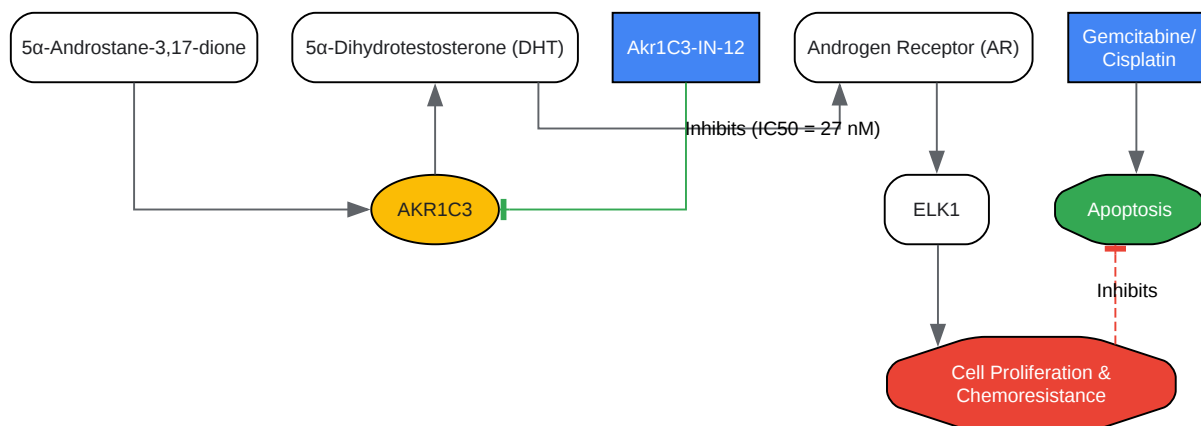 5α-Androstane-3,17-dione
5α-Dihydrotestosterone (DHT)
Akr1C3-IN-12
Androgen Receptor (AR)
Gemcitabine/
Cisplatin
Inhibits (IC50 = 27 nM)
AKR1C3
ELK1
Apoptosis
Inhibits
Cell Proliferation &
Chemoresistance